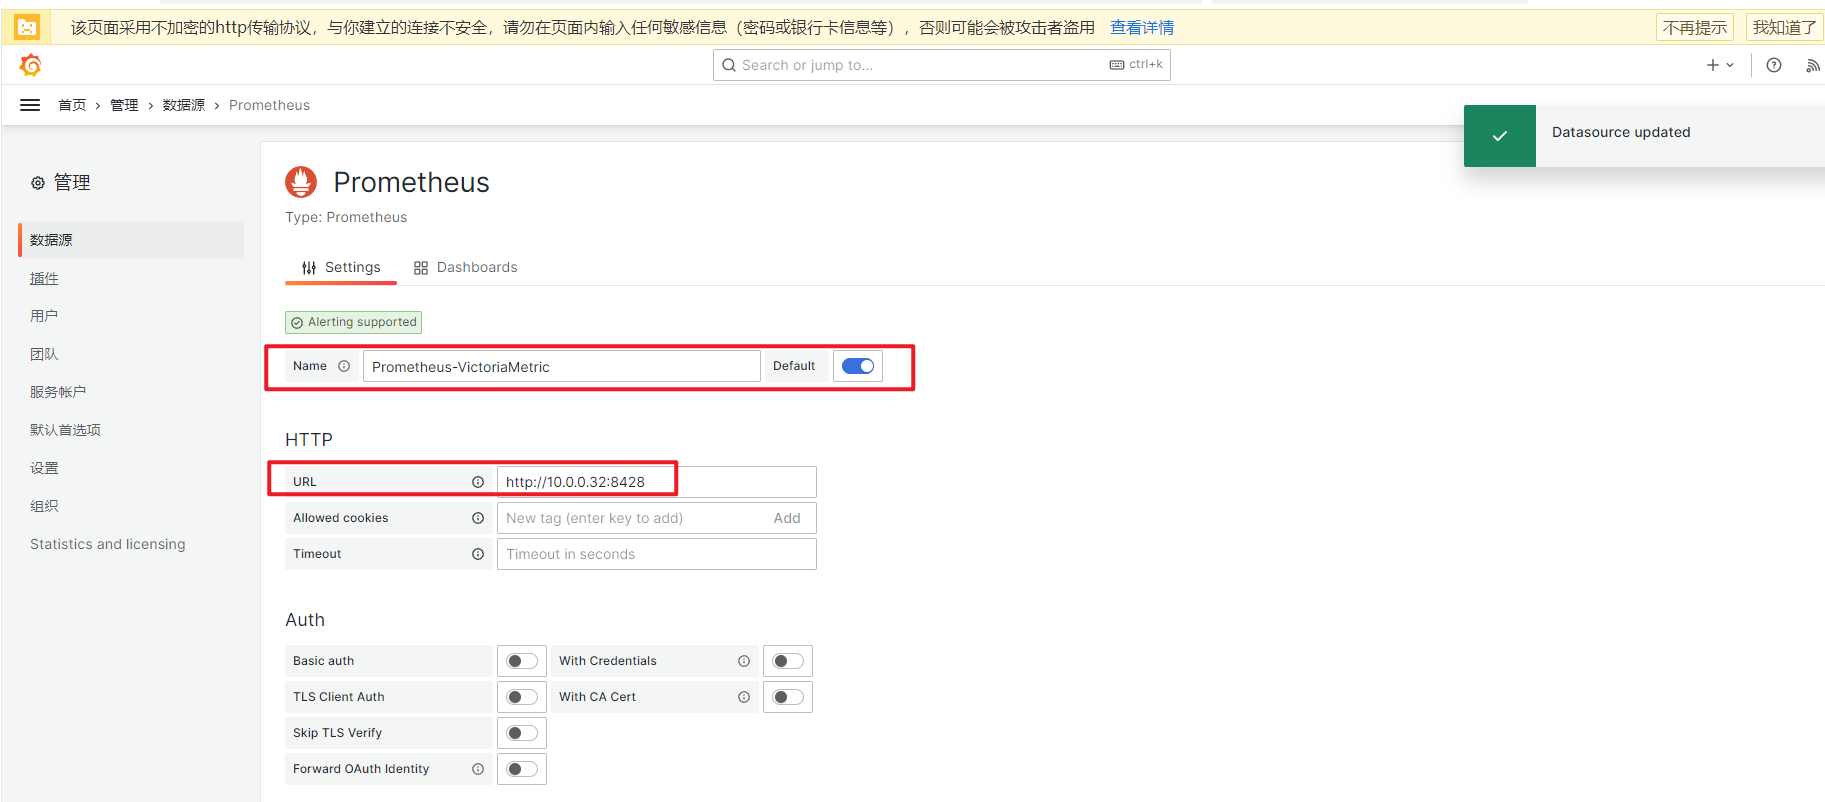 该页面采用不加密的http传输协议，与你建立的连接不安全，请勿在页面内输入任何敏感信息（密码或银行卡信息等），否则可能会被攻击者盗用 查看详情 不再提示 我知道了
Search or jump to... ctrl+k
首页 › 管理 › 数据源 › Prometheus
Datasource updated
管理
数据源
插件
用户
团队
服务帐户
默认首选项
设置
组织
Statistics and licensing
Prometheus
Type: Prometheus
Settings Dashboards
Alerting supported
Name Prometheus-VictoriaMetric Default
HTTP
URL http://10.0.0.32:8428
Allowed cookies New tag (enter key to add) Add
Timeout Timeout in seconds
Auth
Basic auth With Credentials
TLS Client Auth With CA Cert
Skip TLS Verify
Forward OAuth Identity